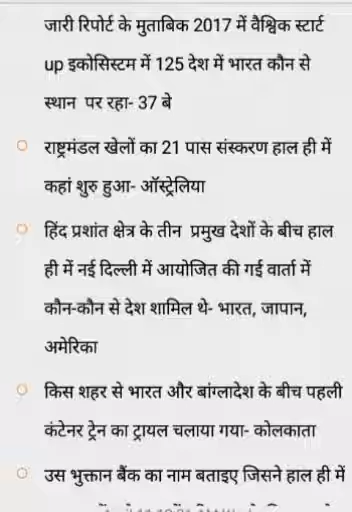 जारी रिपोर्ट के मुताबिक 2017 में वैश्विक स्टार्ट
up इकोसिस्टम में 125 देश में भारत कौन से
स्थान पर रहा- 37 बे
राष्ट्रमंडल खेलों का 21 पास संस्करण हाल ही में
कहां शुरु हुआ- ऑस्ट्रेलिया
हिंद प्रशांत क्षेत्र के तीन प्रमुख देशों के बीच हाल
ही में नई दिल्ली में आयोजित की गई वार्ता में
कौन-कौन से देश शामिल थे- भारत, जापान,
अमेरिका
किस शहर से भारत और बांग्लादेश के बीच पहली
कंटेनर ट्रेन का ट्रायल चलाया गया- कोलकाता
उस भुक्तान बैंक का नाम बताइए जिसने हाल ही में